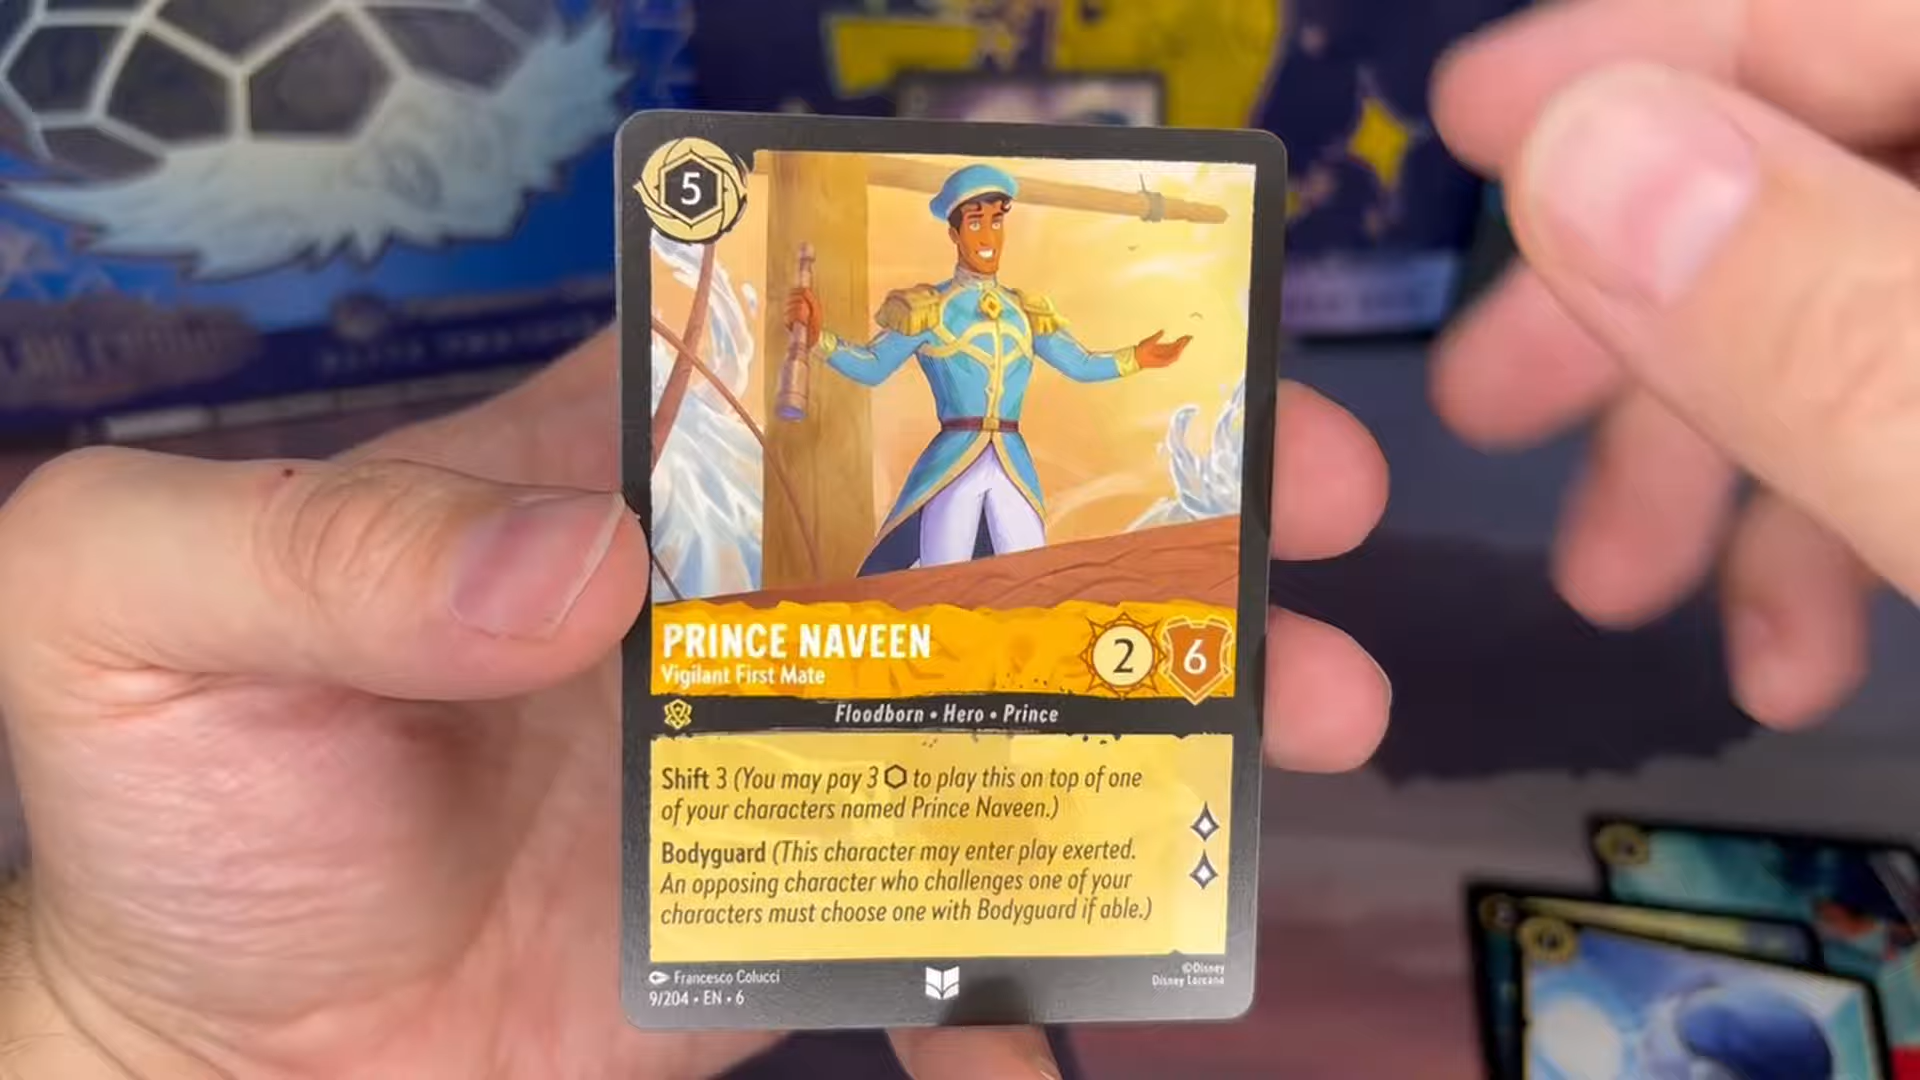 5
PRINCE NAVEEN
Vigilant First Mate
2
6
Floodborn • Hero • Prince
Shift 3 (You may pay 3 ⬡ to play this on top of one
of your characters named Prince Naveen.)
Bodyguard (This character may enter play exerted.
An opposing character who challenges one of your
characters must choose one with Bodyguard if able.)
Francesco Colucci
9/204 • EN • 6
©Disney
Disney Lorcana